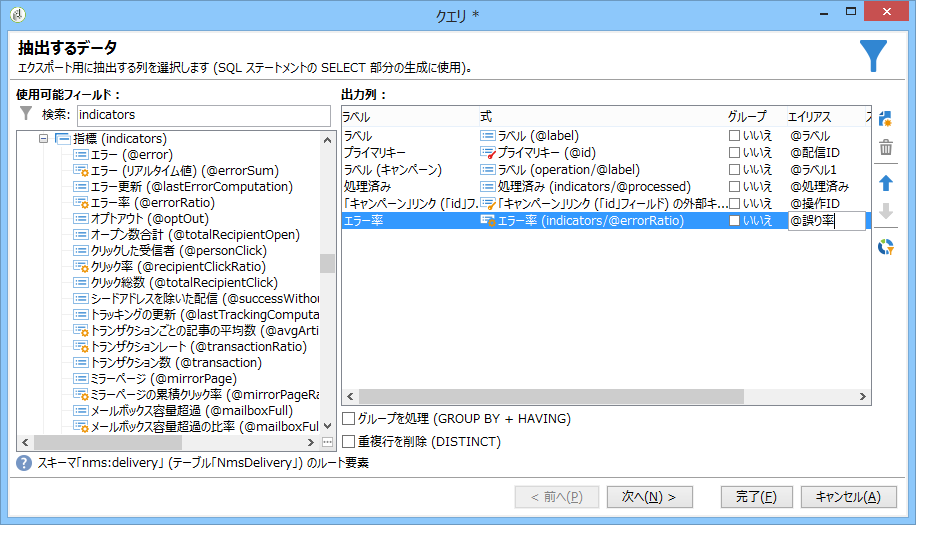 クエリ *
抽出するデータ
エクスポート用に抽出する列を選択します (SQL ステートメントの SELECT 部分の生成に使用)。
使用可能フィールド：
検索: indicators
指標 (indicators)
エラー (@error)
エラー (リアルタイム値) (@errorSum)
エラー更新 (@lastErrorComputation)
エラー率 (@errorRatio)
オプトアウト (@optOut)
オープン数合計 (@totalRecipientOpen)
クリックした受信者 (@personClick)
クリック率 (@recipientClickRatio)
クリック総数 (@totalRecipientClick)
シードアドレスを除いた配信 (@successWithou
トラッキングの更新 (@lastTrackingComputa
トランザクションごとの記事の平均数 (@avgArti
トランザクションレート (@transactionRatio)
トランザクション数 (@transaction)
ミラーページ (@mirrorPage)
ミラーページの累積クリック率 (@mirrorPageRa
メールボックス容量超過 (@mailboxFull)
メールボックス容量超過の比率 (@mailboxFul
出力列：
ラベル 式 グループ エイリアス ス
ラベル ラベル (@label) いいえ @ラベル
プライマリキー プライマリキー (@id) いいえ @配信ID
ラベル (キャンペーン) ラベル (operation/@label) いいえ @ラベル1
処理済み 処理済み (indicators/@processed) いいえ @処理済み
「キャンペーン」リンク (「id」フ... 「キャンペーン」リンク (「id」フィールド) の外部キ... いいえ @操作ID
エラー率 エラー率 (indicators/@errorRatio) いいえ @誤り率
グループを処理 (GROUP BY + HAVING)
重複行を削除 (DISTINCT)
スキーマ「nms:delivery」 (テーブル「NmsDelivery」) のルート要素
< 前へ(P) 次へ(N) > 完了(F) キャンセル(A)